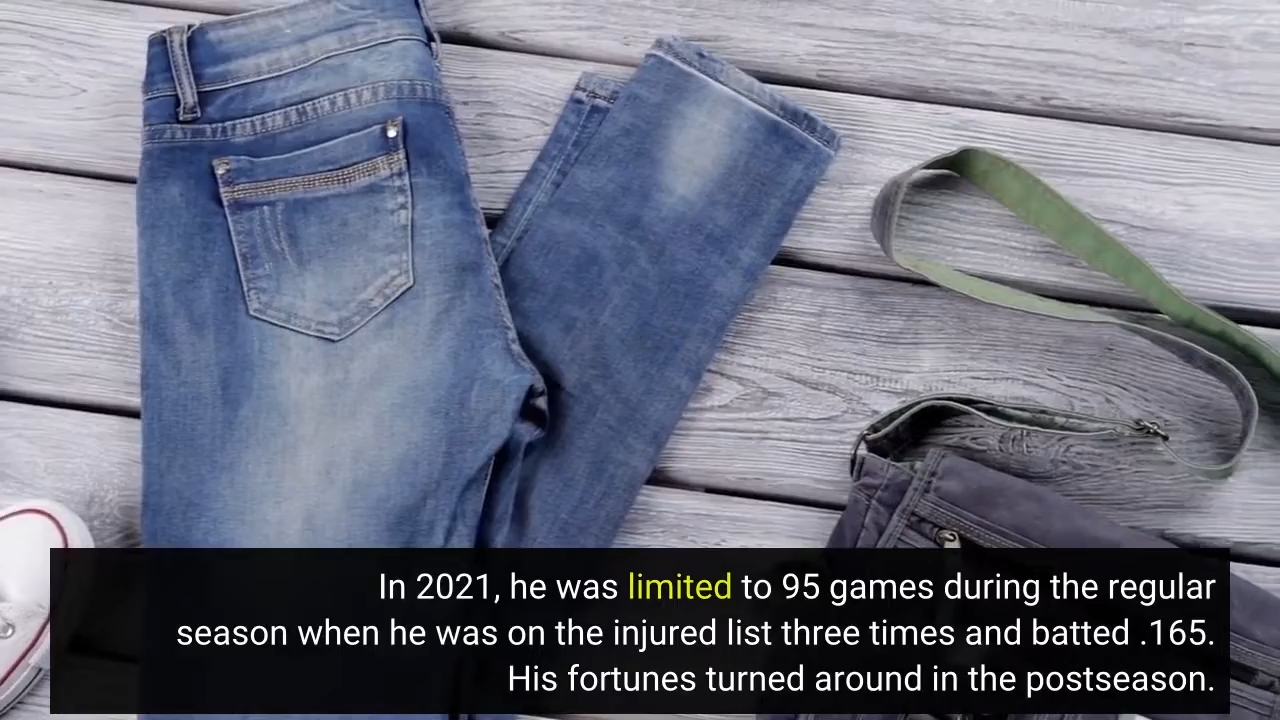 In 2021, he was limited to 95 games during the regular
season when he was on the injured list three times and batted .165.
His fortunes turned around in the postseason.